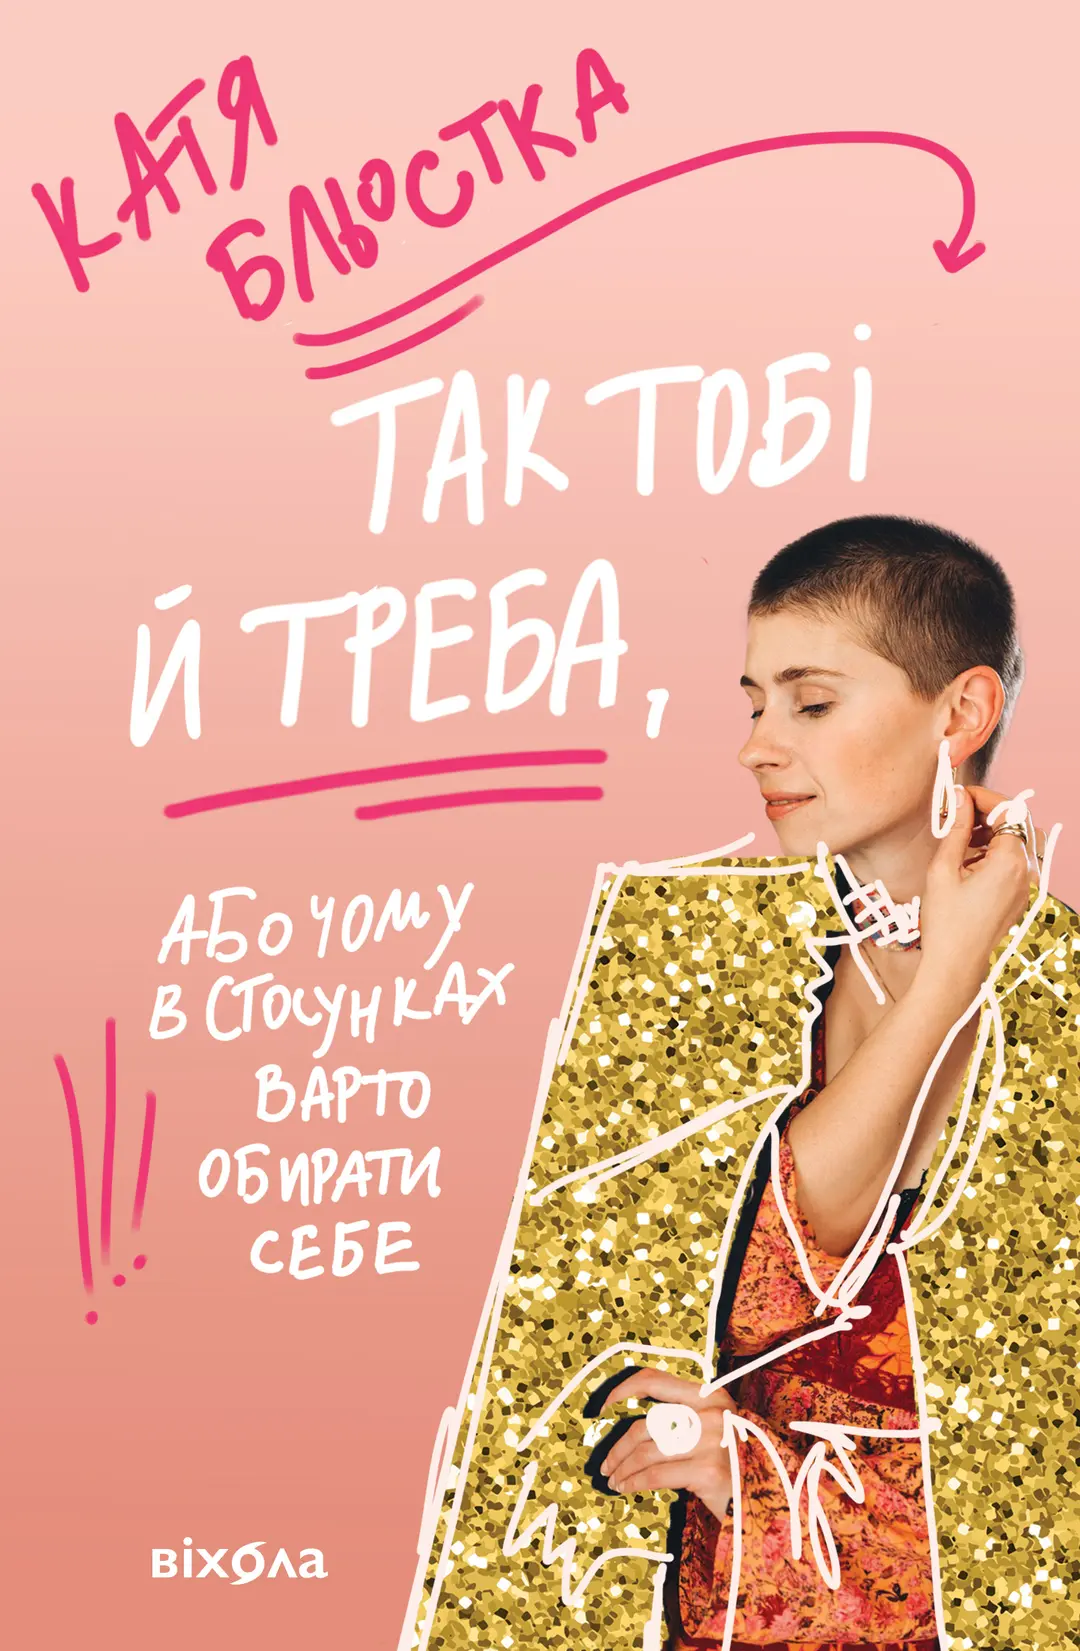 КАТЯ
БЛЮСТКА
ТАК ТОБІ
Й ТРЕБА,
АБО ЧОМУ
В СТОСУНКАХ
ВАРТО
ОБИРАТИ
СЕБЕ
!!!
віхола